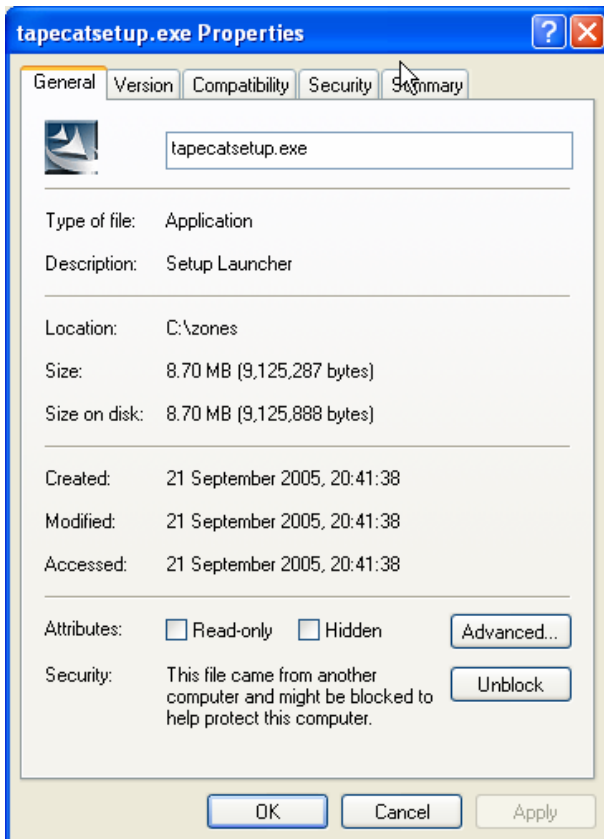 tapecatsetup.exe Properties
General Version Compatibility Security Summary
tapecatsetup.exe
Type of file: Application
Description: Setup Launcher
Location: C:\zones
Size: 8.70 MB (9,125,287 bytes)
Size on disk: 8.70 MB (9,125,888 bytes)
Created: 21 September 2005, 20:41:38
Modified: 21 September 2005, 20:41:38
Accessed: 21 September 2005, 20:41:38
Attributes: Read-only Hidden Advanced...
Security: This file came from another
computer and might be blocked to
help protect this computer.
Unblock
OK Cancel Apply